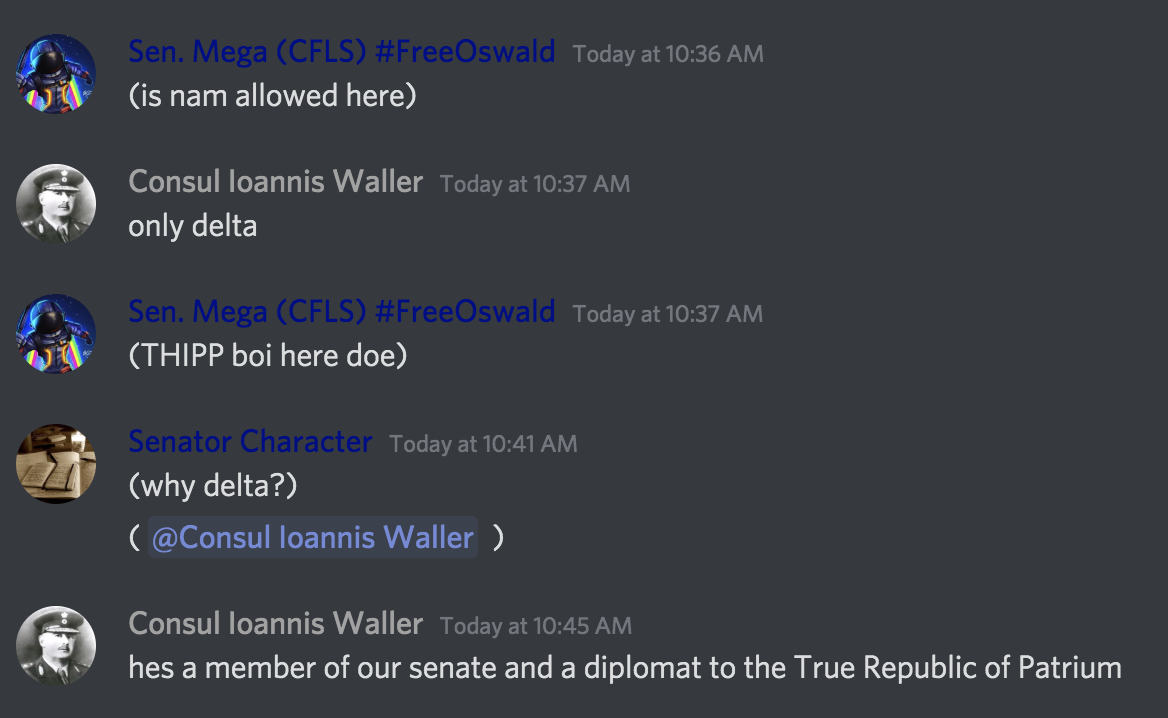 Sen. Mega (CFLS) #FreeOswald Today at 10:36 AM
(is nam allowed here)
Consul Ioannis Waller Today at 10:37 AM
only delta
Sen. Mega (CFLS) #FreeOswald Today at 10:37 AM
(THIPP boi here doe)
Senator Character Today at 10:41 AM
(why delta?)
( @Consul Ioannis Waller )
Consul Ioannis Waller Today at 10:45 AM
hes a member of our senate and a diplomat to the True Republic of Patrium